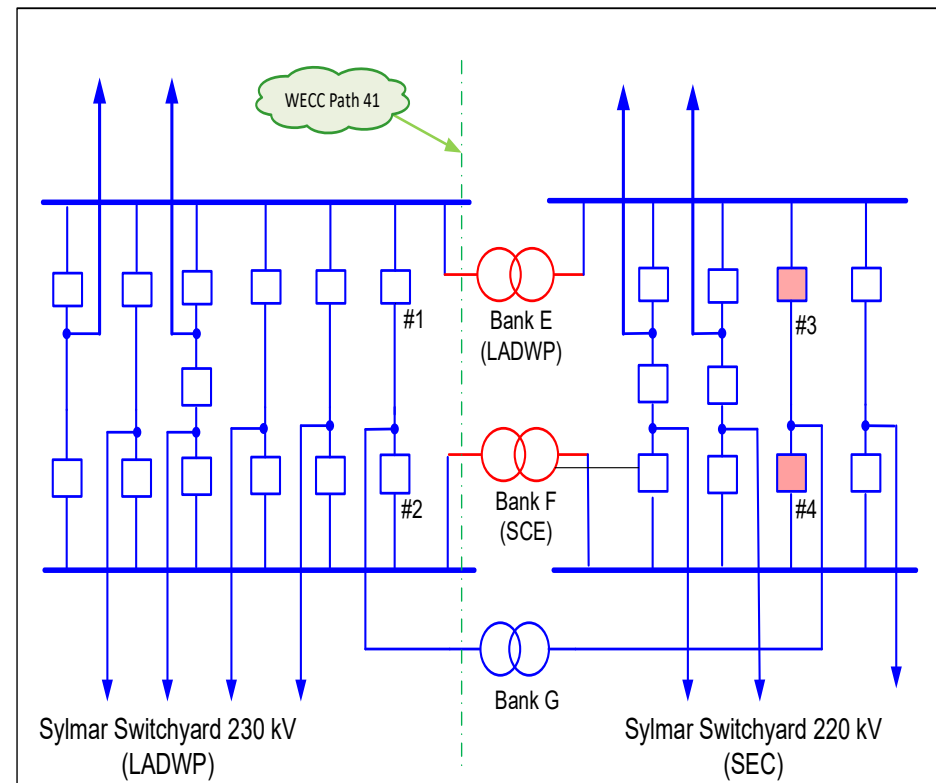 WECC Path 41
#1
Bank E
(LADWP)
#3
#2
Bank F
(SCE)
#4
Bank G
Sylmar Switchyard 230 kV
(LADWP)
Sylmar Switchyard 220 kV
(SEC)